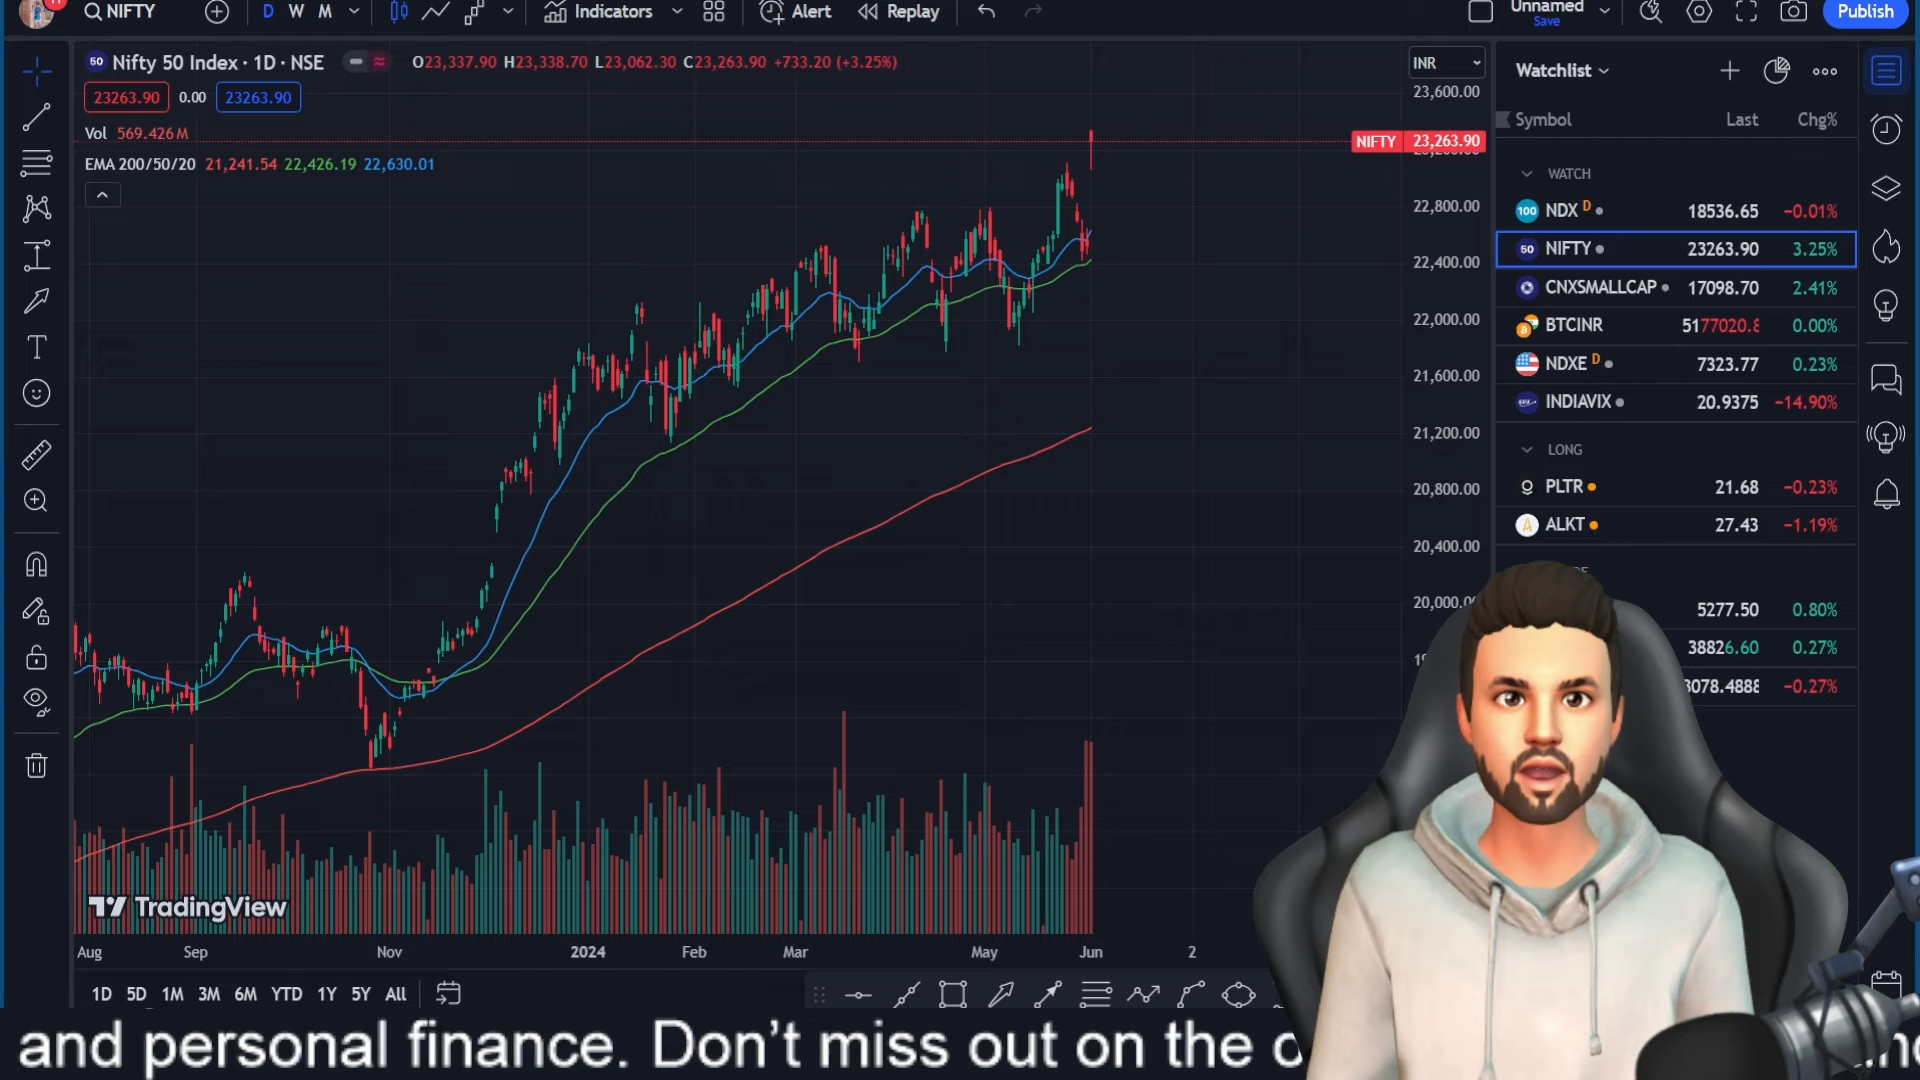 NIFTY
D W M
Indicators
Alert
Replay
Unnamed
Save
Publish
50 Nifty 50 Index · 1D · NSE
O23,337.90 H23,338.70 L23,062.30 C23,263.90 +733.20 (+3.25%)
23263.90 0.00 23263.90
Vol 569.426M
EMA 200/50/20 21,241.54 22,426.19 22,630.01
INR
23,600.00
NIFTY 23,263.90
22,800.00
22,400.00
22,000.00
21,600.00
21,200.00
20,800.00
20,400.00
Watchlist
Symbol Last Chg%
WATCH
100 NDX D 18536.65 −0.01%
50 NIFTY 23263.90 3.25%
CNXSMALLCAP 17098.70 2.41%
BTCINR 5177020.8 0.00%
NDXE D 7323.77 0.23%
INDIAVIX 20.9375 −14.90%
LONG
PLTR 21.68 −0.23%
ALKT 27.43 −1.19%
5277.50 0.80%
38826.60 0.27%
3078.4888 −0.27%
TradingView
Aug Sep Nov 2024 Feb Mar May Jun 2
1D 5D 1M 3M 6M YTD 1Y 5Y All
and personal finance. Don't miss out on the